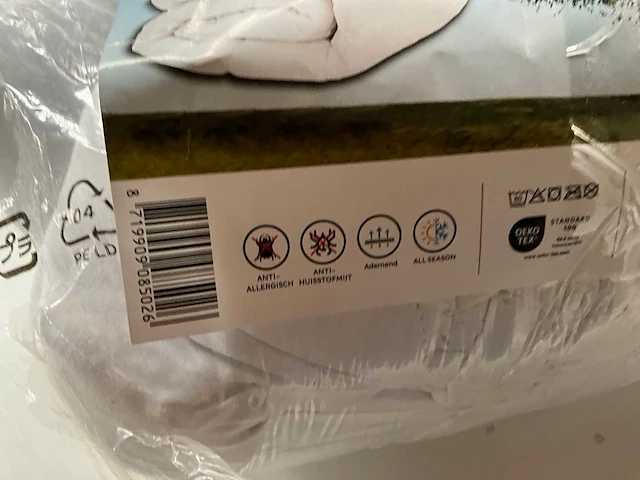 8 719909 085026
ANTI-
ALLERGISCH
ANTI-
HUISSTOFMIJT
Ademend
ALL SEASON
OEKO
TEX®
STANDARD
100
04
PE LD